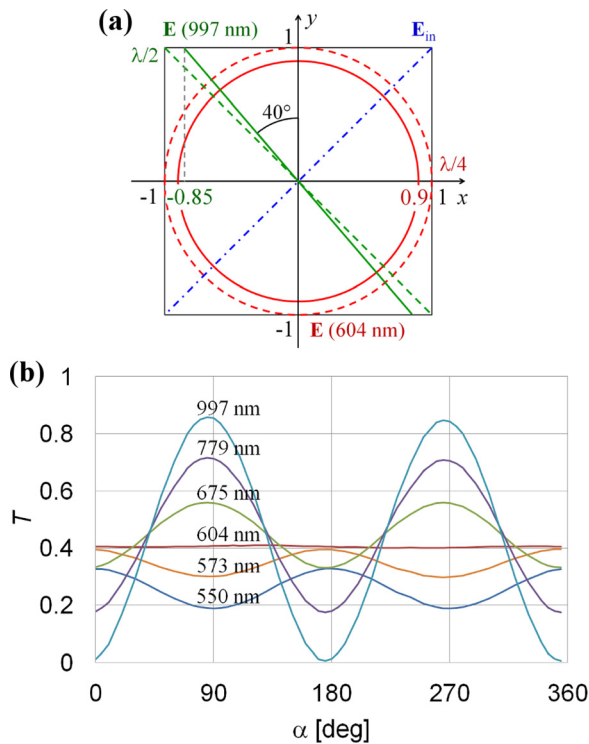 (a)
y
E (997 nm)
E_in
λ/2
1
40°
λ/4
-1
-0.85
0.9
1
x
-1
E (604 nm)
(b)
1
997 nm
0.8
779 nm
0.6
675 nm
T
604 nm
0.4
573 nm
550 nm
0.2
0
0 90 180 270 360
α [deg]